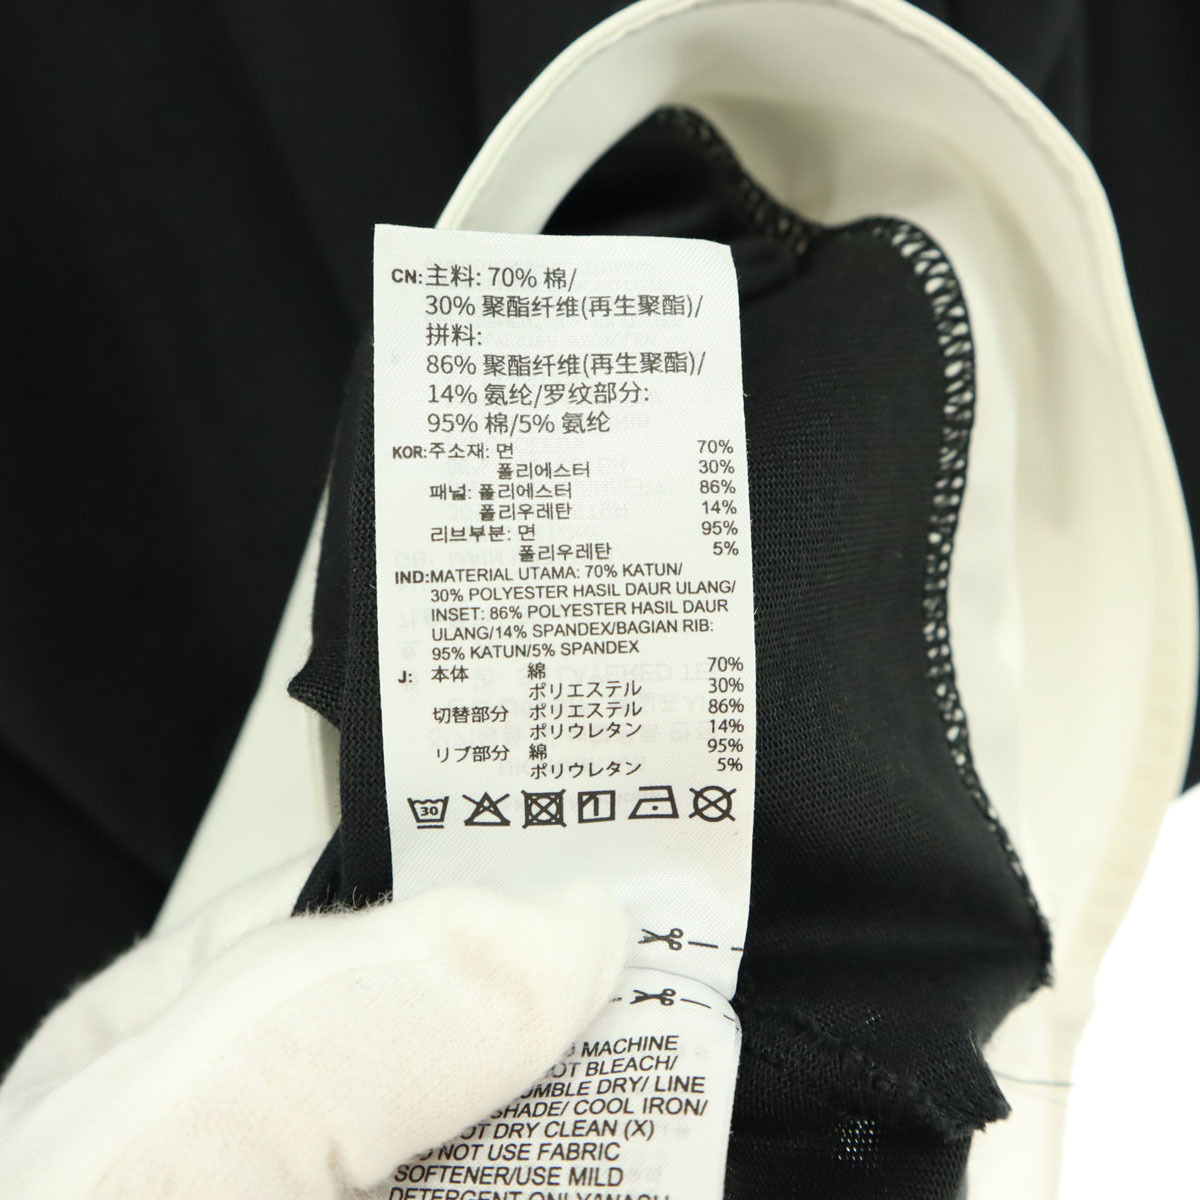 CN: 主料: 70% 棉/
30% 聚酯纤维(再生聚酯)/
拼料:
86% 聚酯纤维(再生聚酯)/
14% 氨纶/罗纹部分:
95% 棉/5% 氨纶
KOR: 주소재: 면 70%
폴리에스터 30%
패널: 폴리에스터 86%
폴리우레탄 14%
리브부분: 면 95%
폴리우레탄 5%
IND: MATERIAL UTAMA: 70% KATUN/
30% POLYESTER HASIL DAUR ULANG/
INSET: 86% POLYESTER HASIL DAUR
ULANG/14% SPANDEX/BAGIAN RIB:
95% KATUN/5% SPANDEX
J: 本体 綿 70%
ポリエステル 30%
切替部分 ポリエステル 86%
ポリウレタン 14%
リブ部分 綿 95%
ポリウレタン 5%
30
MACHINE
BLEACH/
DRY/ LINE
SHADE/ COOL IRON/
DRY CLEAN (X)
NOT USE FABRIC
SOFTENER/USE MILD
DETERGENT ONLY/WASH